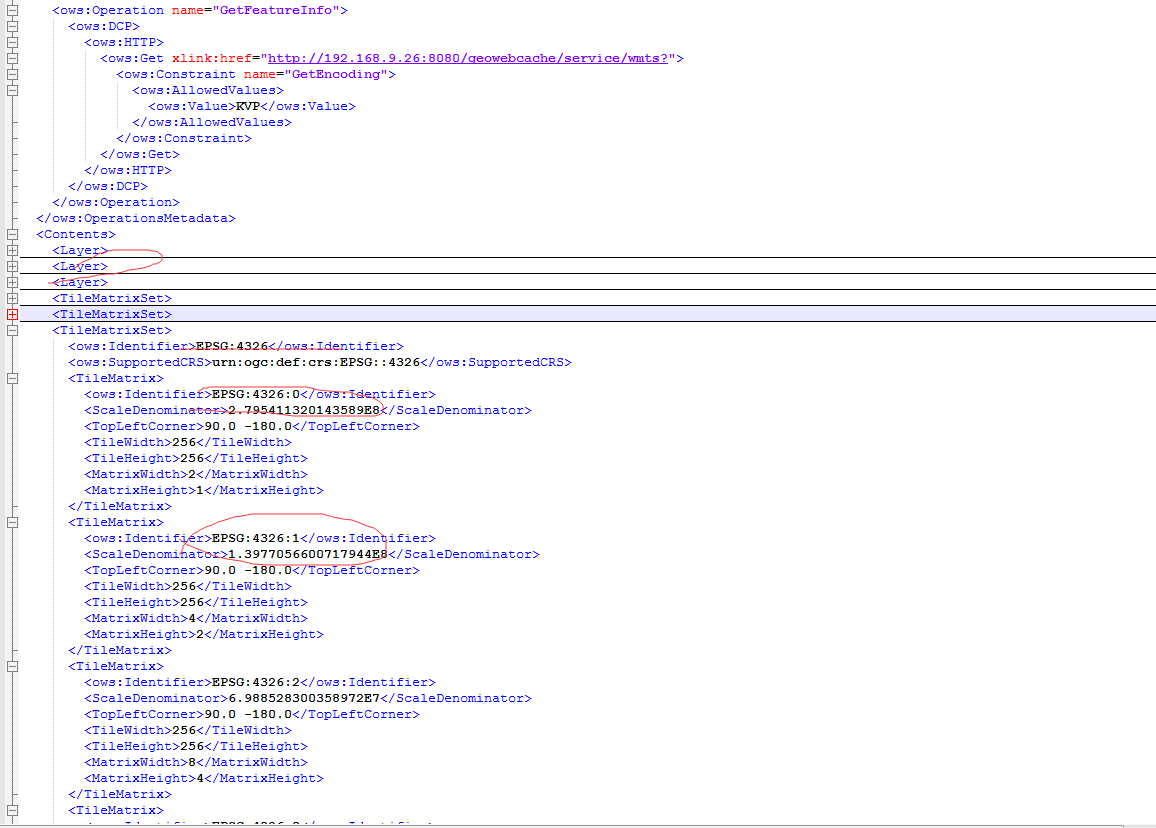 <ows:Operation name="GetFeatureInfo">
<ows:DCP>
<ows:HTTP>
<ows:Get xlink:href="http://192.168.9.26:8080/geowebcache/service/wmts?">
<ows:Constraint name="GetEncoding">
<ows:AllowedValues>
<ows:Value>KVP</ows:Value>
</ows:AllowedValues>
</ows:Constraint>
</ows:Get>
</ows:HTTP>
</ows:DCP>
</ows:Operation>
</ows:OperationsMetadata>
<Contents>
<Layer>
<Layer>
<Layer>
<TileMatrixSet>
<TileMatrixSet>
<TileMatrixSet>
<ows:Identifier>EPSG:4326</ows:Identifier>
<ows:SupportedCRS>urn:ogc:def:crs:EPSG::4326</ows:SupportedCRS>
<TileMatrix>
<ows:Identifier>EPSG:4326:0</ows:Identifier>
<ScaleDenominator>2.795411320143589E8</ScaleDenominator>
<TopLeftCorner>90.0 -180.0</TopLeftCorner>
<TileWidth>256</TileWidth>
<TileHeight>256</TileHeight>
<MatrixWidth>2</MatrixWidth>
<MatrixHeight>1</MatrixHeight>
</TileMatrix>
<TileMatrix>
<ows:Identifier>EPSG:4326:1</ows:Identifier>
<ScaleDenominator>1.3977056600717944E8</ScaleDenominator>
<TopLeftCorner>90.0 -180.0</TopLeftCorner>
<TileWidth>256</TileWidth>
<TileHeight>256</TileHeight>
<MatrixWidth>4</MatrixWidth>
<MatrixHeight>2</MatrixHeight>
</TileMatrix>
<TileMatrix>
<ows:Identifier>EPSG:4326:2</ows:Identifier>
<ScaleDenominator>6.988528300358972E7</ScaleDenominator>
<TopLeftCorner>90.0 -180.0</TopLeftCorner>
<TileWidth>256</TileWidth>
<TileHeight>256</TileHeight>
<MatrixWidth>8</MatrixWidth>
<MatrixHeight>4</MatrixHeight>
</TileMatrix>
<TileMatrix>